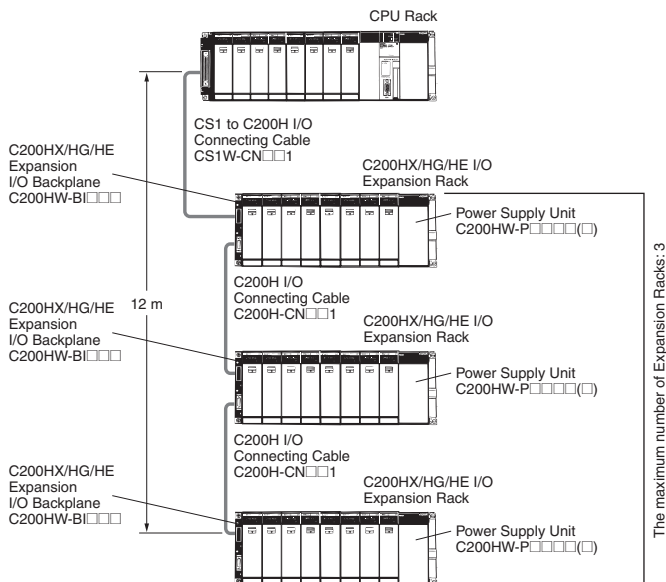 CPU Rack
CS1 to C200H I/O
Connecting Cable
CS1W-CN□□1
C200HX/HG/HE
Expansion
I/O Backplane
C200HW-BI□□□
C200HX/HG/HE I/O
Expansion Rack
Power Supply Unit
C200HW-P□□□□(□)
C200H I/O
Connecting Cable
C200H-CN□□1
12 m
C200HX/HG/HE
Expansion
I/O Backplane
C200HW-BI□□□
C200HX/HG/HE I/O
Expansion Rack
Power Supply Unit
C200HW-P□□□□(□)
C200H I/O
Connecting Cable
C200H-CN□□1
C200HX/HG/HE
Expansion
I/O Backplane
C200HW-BI□□□
C200HX/HG/HE I/O
Expansion Rack
Power Supply Unit
C200HW-P□□□□(□)
The maximum number of Expansion Racks: 3